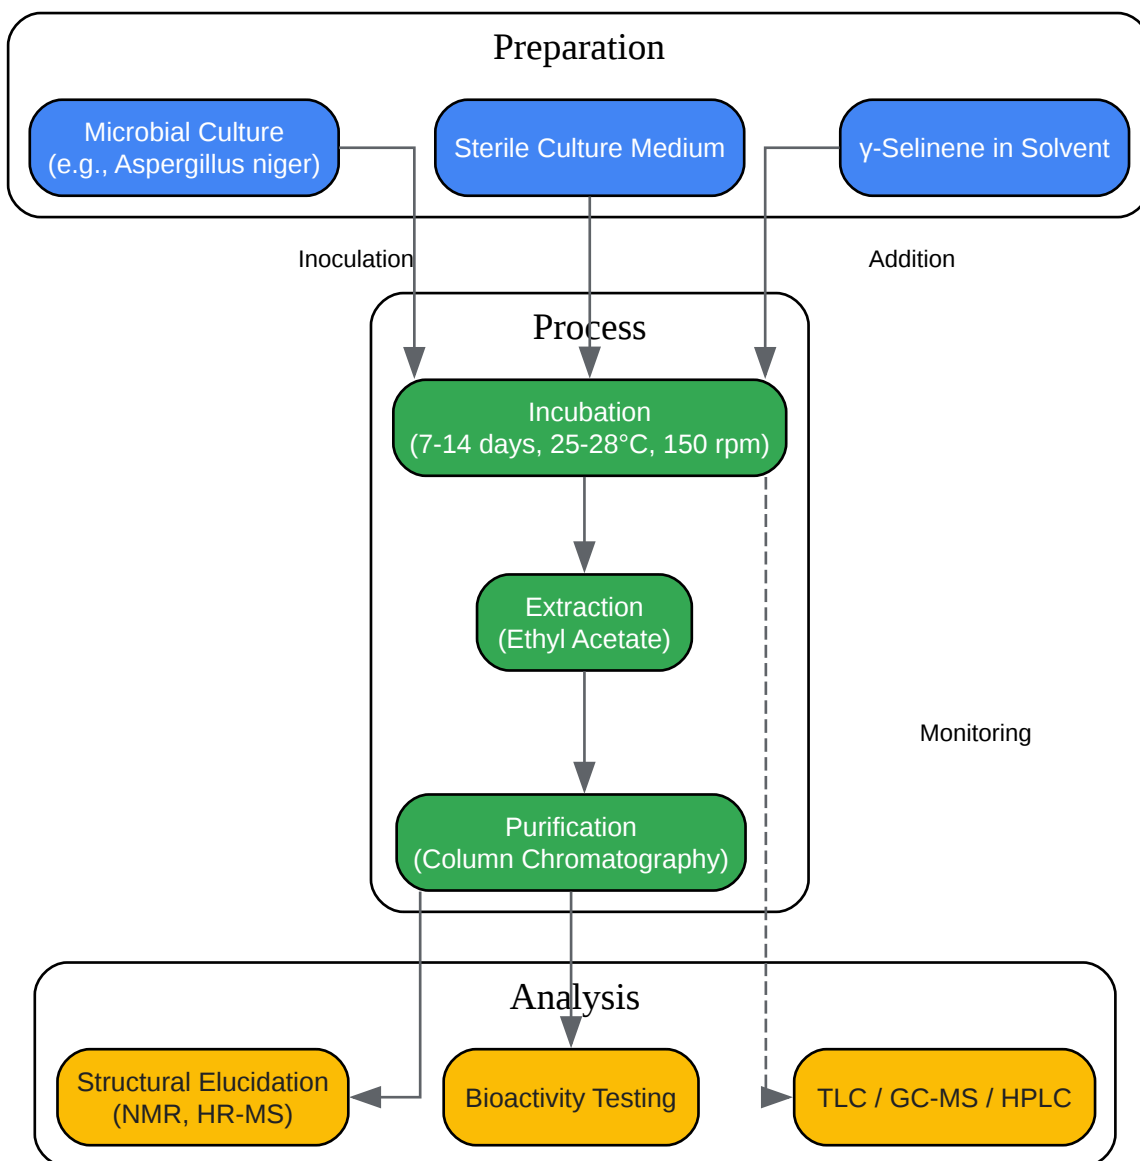 Preparation
Microbial Culture
(e.g., Aspergillus niger)
Sterile Culture Medium
γ-Selinene in Solvent
Inoculation
Addition
Process
Incubation
(7-14 days, 25-28°C, 150 rpm)
Extraction
(Ethyl Acetate)
Monitoring
Purification
(Column Chromatography)
Analysis
Structural Elucidation
(NMR, HR-MS)
Bioactivity Testing
TLC / GC-MS / HPLC